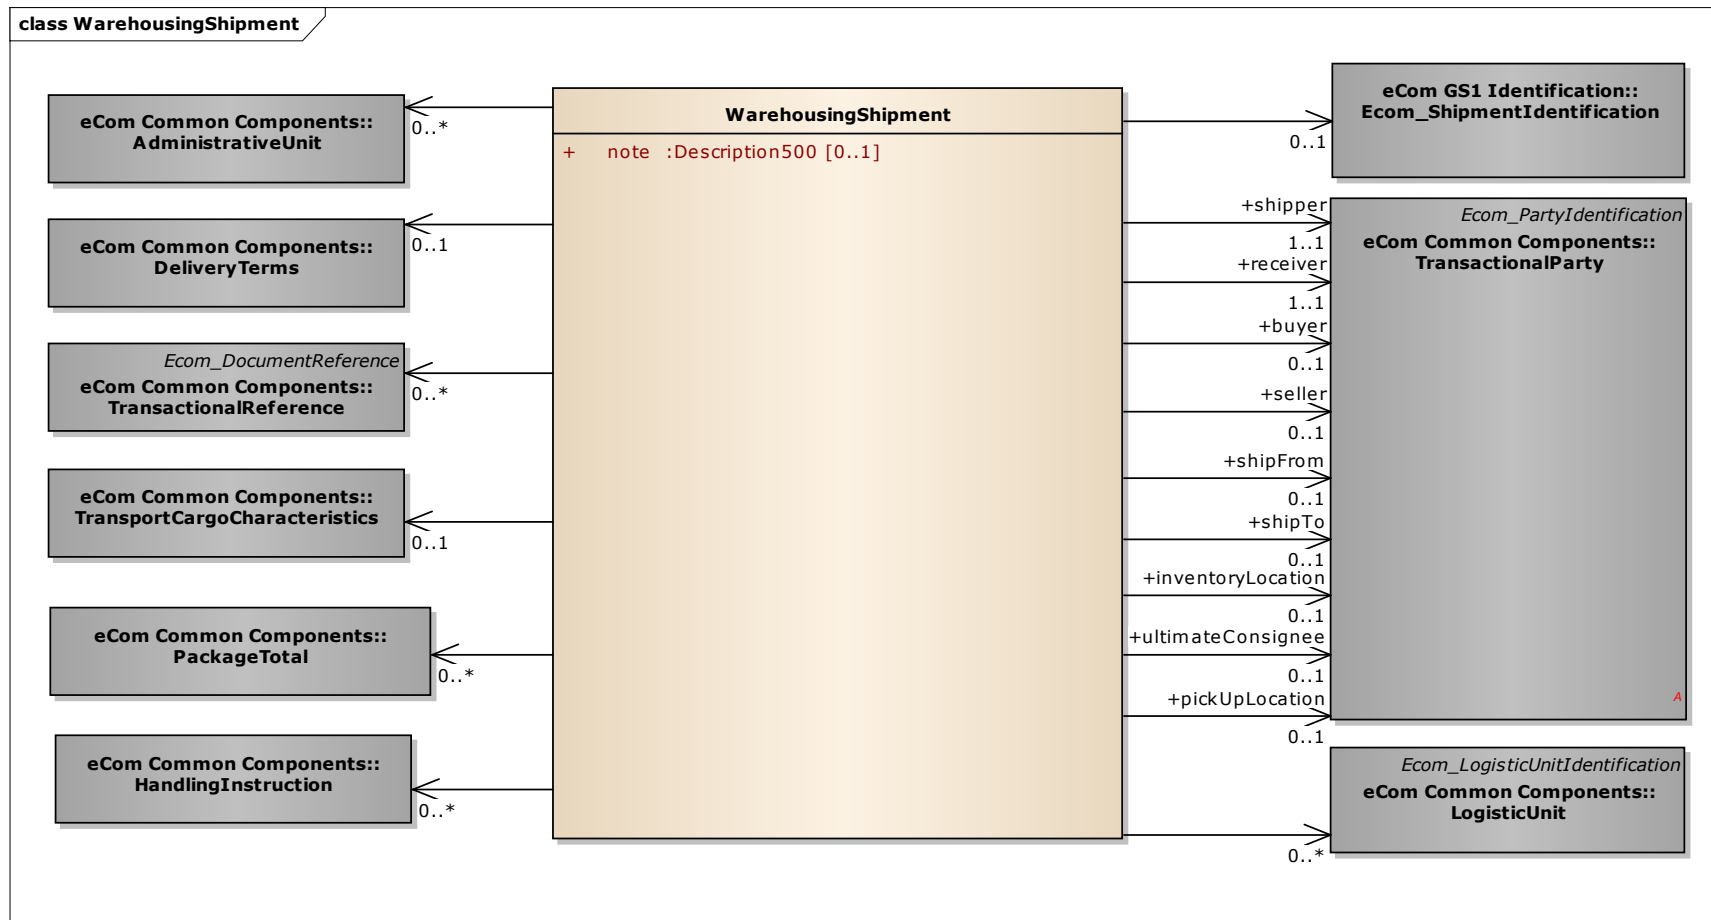 class WarehousingShipment
eCom Common Components::
AdministrativeUnit
0..*
eCom Common Components::
DeliveryTerms
0..1
Ecom_DocumentReference
eCom Common Components::
TransactionalReference
0..*
eCom Common Components::
TransportCargoCharacteristics
0..1
eCom Common Components::
PackageTotal
0..*
eCom Common Components::
HandlingInstruction
0..*
WarehousingShipment
+ note :Description500 [0..1]
eCom GS1 Identification::
Ecom_ShipmentIdentification
0..1
Ecom_PartyIdentification
eCom Common Components::
TransactionalParty
+shipper
1..1
+receiver
1..1
+buyer
0..1
+seller
0..1
+shipFrom
0..1
+shipTo
0..1
+inventoryLocation
0..1
+ultimateConsignee
0..1
+pickUpLocation
0..1
A
Ecom_LogisticUnitIdentification
eCom Common Components::
LogisticUnit
0..*